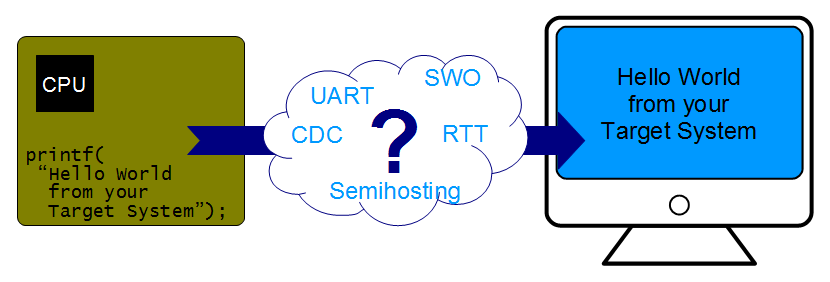 CPU
printf(
“Hello World
from your
Target System”);
UART
SWO
CDC
?
RTT
Semihosting
Hello World
from your
Target System